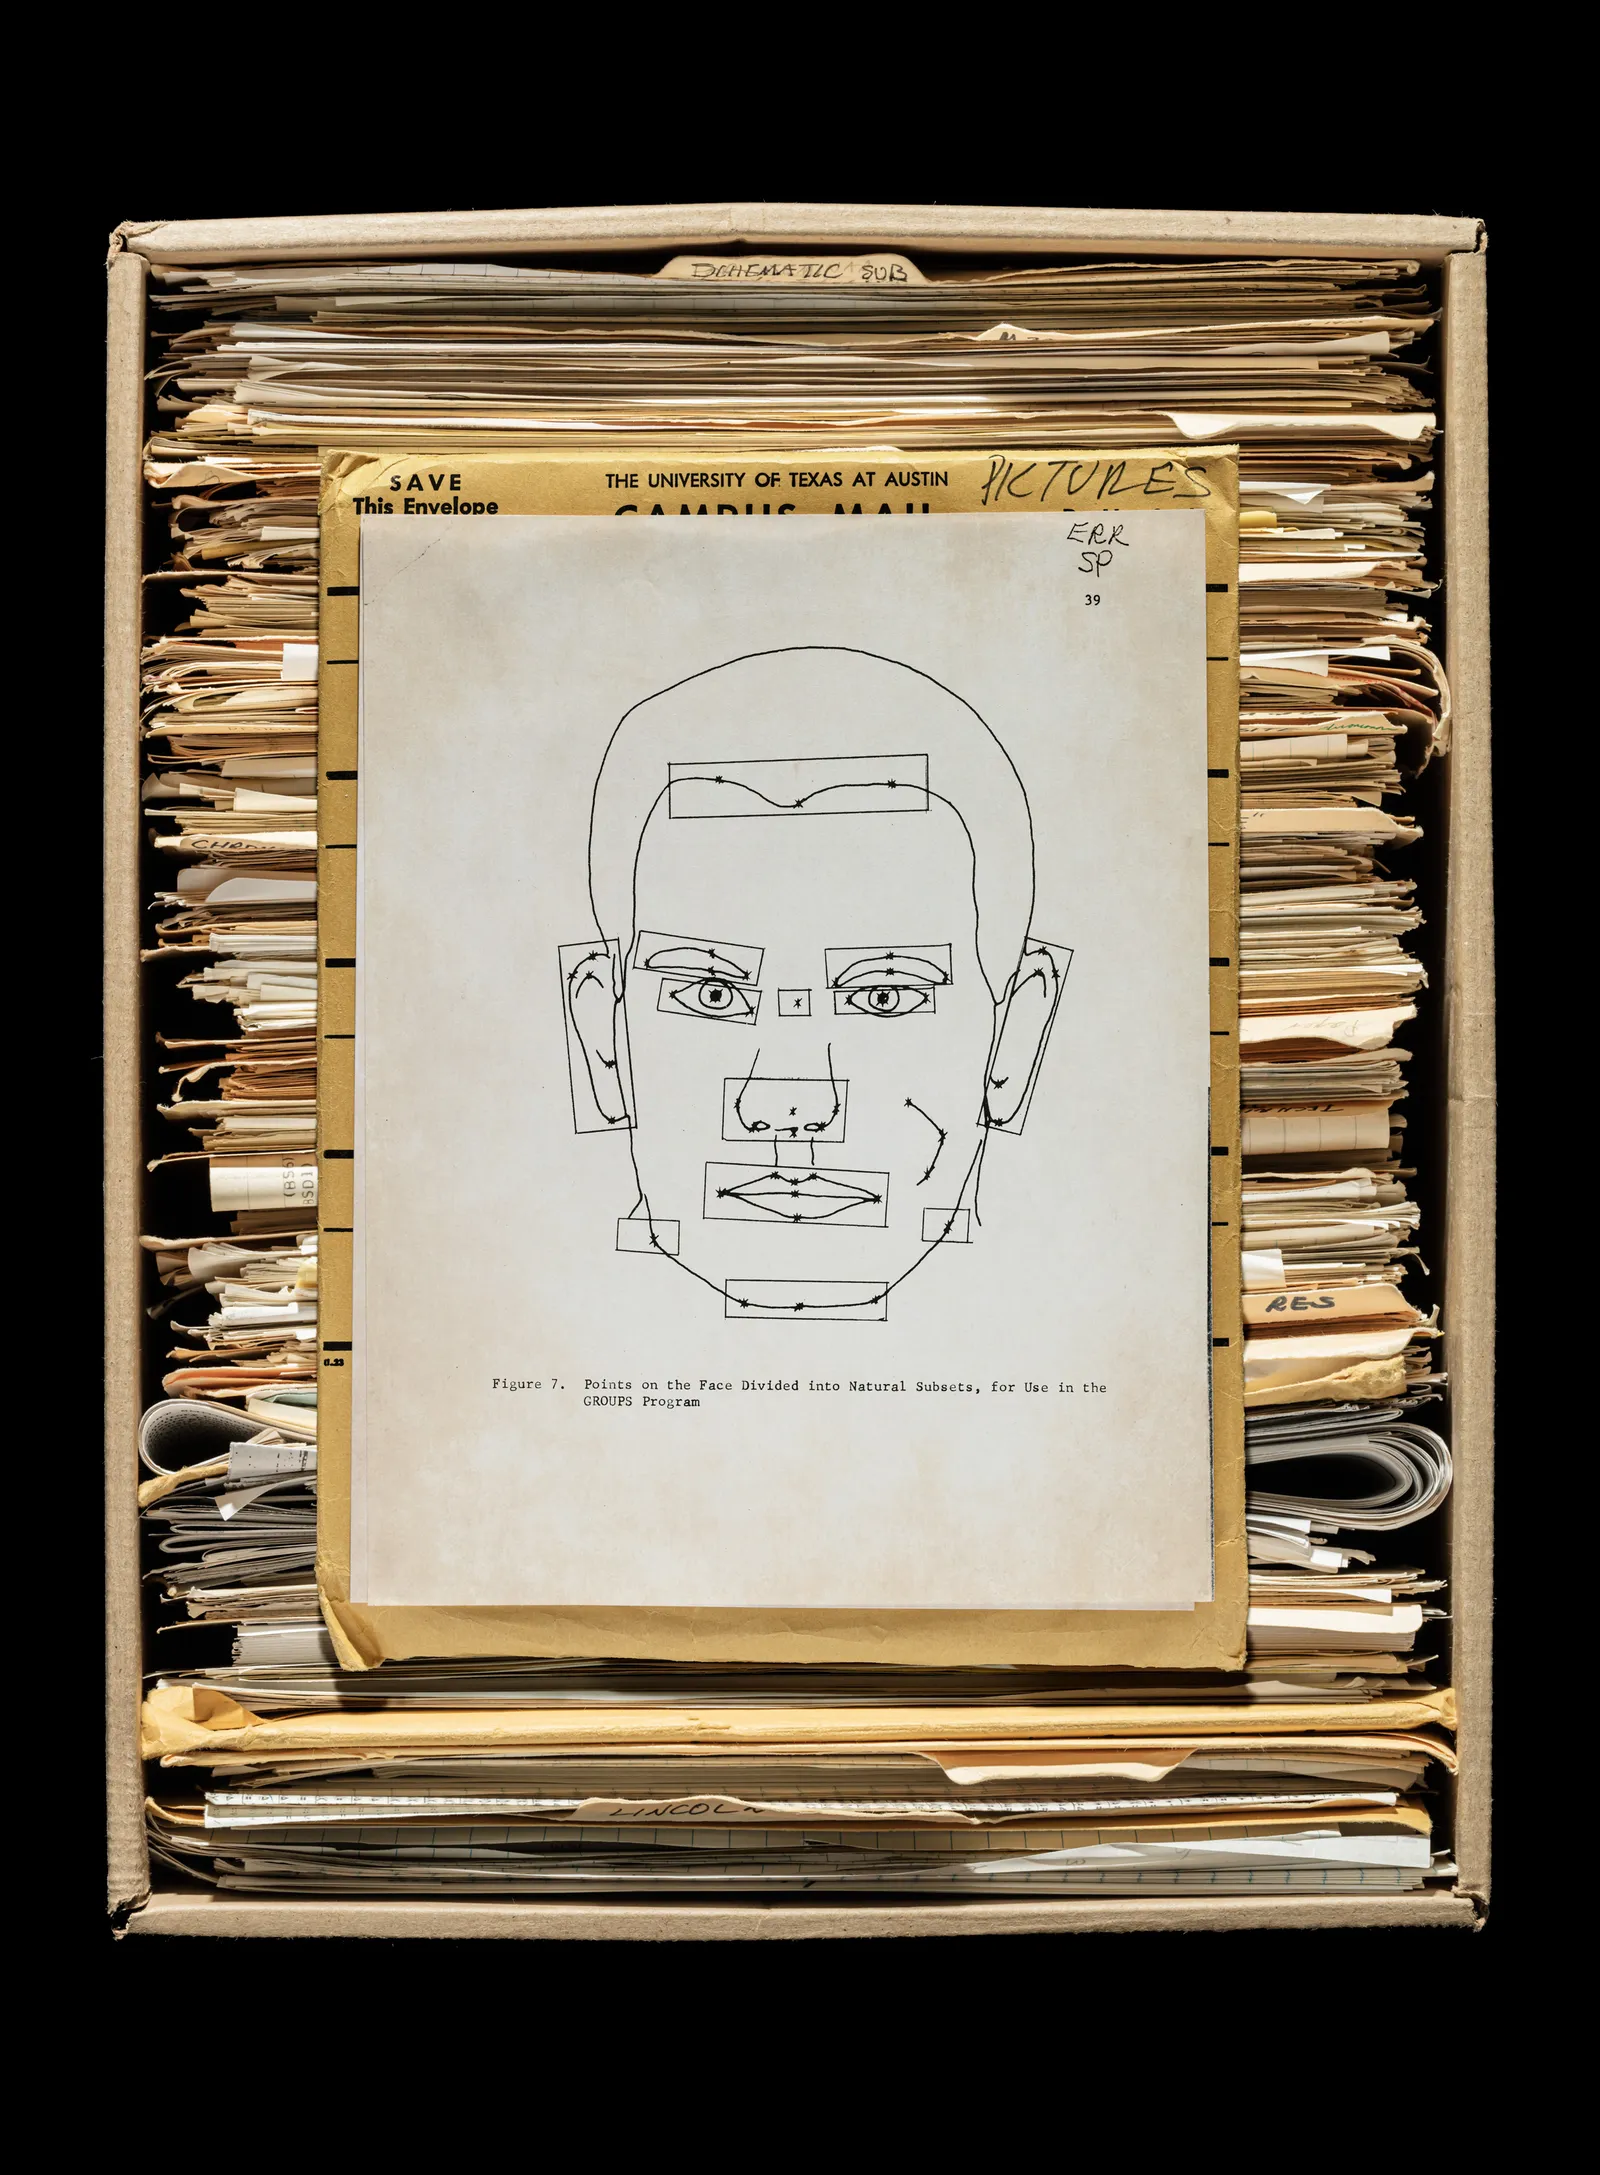 SCHEMATIC SUB
SAVE
This Envelope
THE UNIVERSITY OF TEXAS AT AUSTIN
CAMPUS MAIL
PICTURES
ERR
SP
39
(BS6)
BSD1)
RES
Figure 7. Points on the Face Divided into Natural Subsets, for Use in the
GROUPS Program
LINCOLN